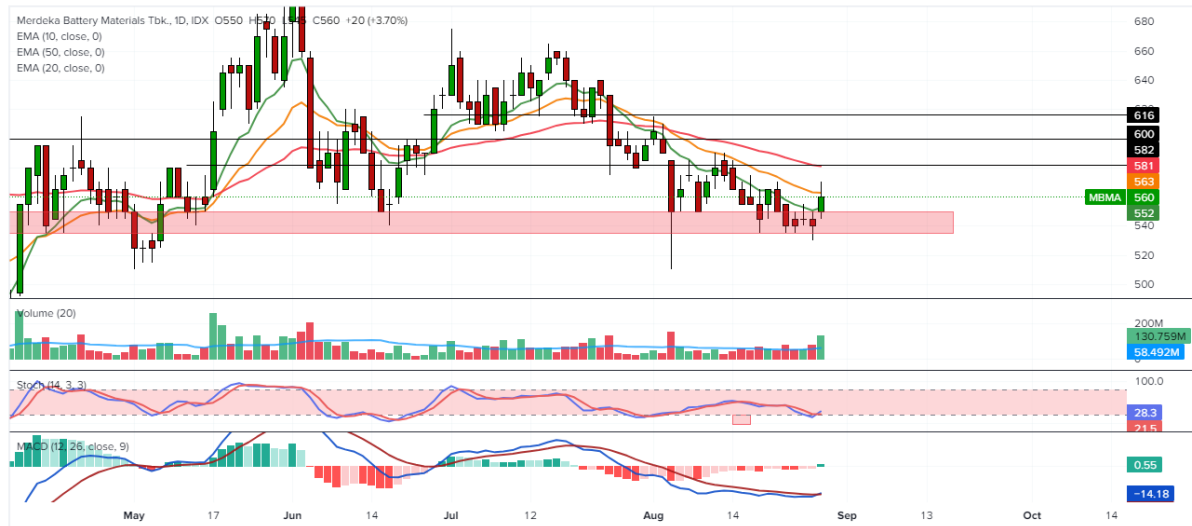 Merdeka Battery Materials Tbk., 1D, IDX O550 H570 L545 C560 +20 (+3.70%)
EMA (10, close, 0)
EMA (50, close, 0)
EMA (20, close, 0)
680
660
640
616
600
582
581
563
MBMA 560
552
540
520
500
Volume (20)
200M
130.759M
58.492M
Stoch (14, 3, 3)
100.0
28.3
21.5
MACD (12, 26, close, 9)
0.55
−14.18
May 17 Jun 14 Jul 12 Aug 14 Sep 13 Oct 14